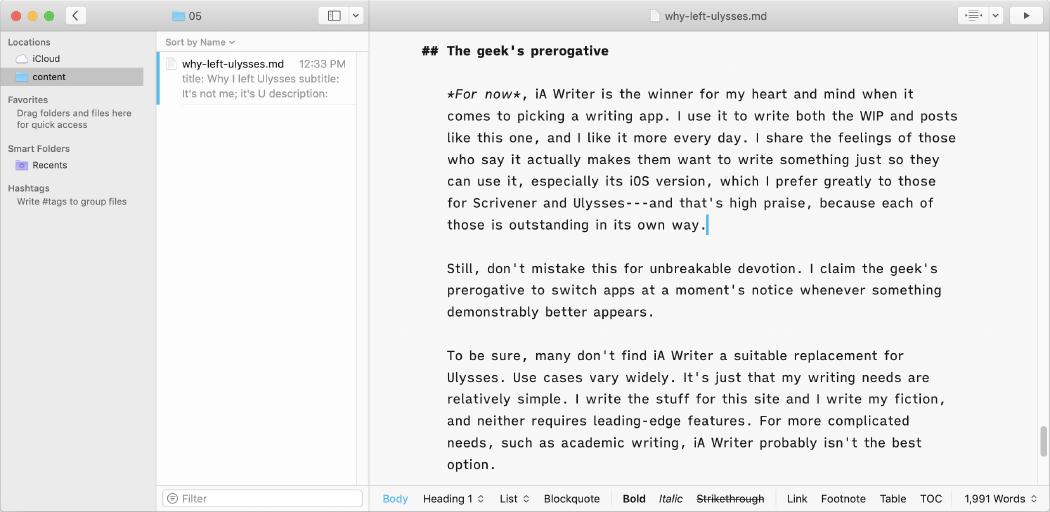 05
why-left-ulysses.md
Locations
iCloud
content
Favorites
Drag folders and files here
for quick access
Smart Folders
Recents
Hashtags
Write #tags to group files
Sort by Name
why-left-ulysses.md 12:33 PM
title: Why I left Ulysses subtitle:
It's not me; it's U description:
Filter
## The geek's prerogative
*For now*, iA Writer is the winner for my heart and mind when it
comes to picking a writing app. I use it to write both the WIP and posts
like this one, and I like it more every day. I share the feelings of those
who say it actually makes them want to write something just so they
can use it, especially its iOS version, which I prefer greatly to those
for Scrivener and Ulysses---and that's high praise, because each of
those is outstanding in its own way.
Still, don't mistake this for unbreakable devotion. I claim the geek's
prerogative to switch apps at a moment's notice whenever something
demonstrably better appears.
To be sure, many don't find iA Writer a suitable replacement for
Ulysses. Use cases vary widely. It's just that my writing needs are
relatively simple. I write the stuff for this site and I write my fiction,
and neither requires leading-edge features. For more complicated
needs, such as academic writing, iA Writer probably isn't the best
option.
Body Heading 1 List Blockquote Bold Italic Strikethrough Link Footnote Table TOC 1,991 Words